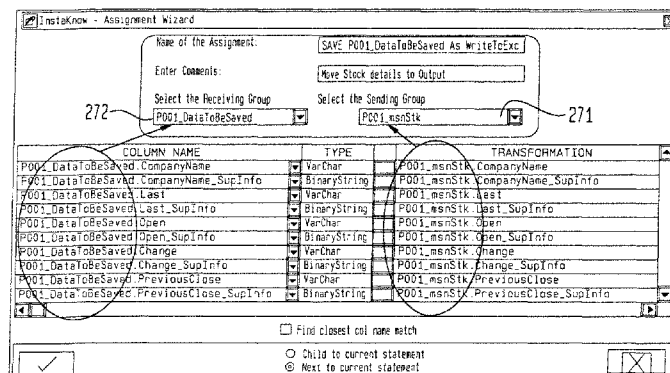 InstaKnow - Assignment Wizard
Name of the Assignment:
SAVE P001_DataToBeSaved As WriteToExc
Enter Comments:
Move Stock details to Output
Select the Receiving Group
Select the Sending Group
272
P001_DataToBeSaved
P001_msnStk
271
COLUMN NAME TYPE TRANSFORMATION
P001_DataToBeSaved.CompanyName VarChar P001_msnStk.CompanyName
P001_DataToBeSaved.CompanyName_SupInfo BinaryString P001_msnStk.CompanyName_SupInfo
P001_DataToBeSaved.Last VarChar P001_msnStk.Last
P001_DataToBeSaved.Last_SupInfo BinaryString P001_msnStk.Last_SupInfo
P001_DataToBeSaved.Open VarChar P001_msnStk.Open
P001_DataToBeSaved.Open_SupInfo BinaryString P001_msnStk.Open_SupInfo
P001_DataToBeSaved.Change VarChar P001_msnStk.Change
P001_DataToBeSaved.Change_SupInfo BinaryString P001_msnStk.Change_SupInfo
P001_DataToBeSaved.PreviousClose VarChar P001_msnStk.PreviousClose
P001_DataToBeSaved.PreviousClose_SupInfo BinaryString P001_msnStk.PreviousClose_SupInfo
Find closest col name match
Child to current statement
Next to current statement